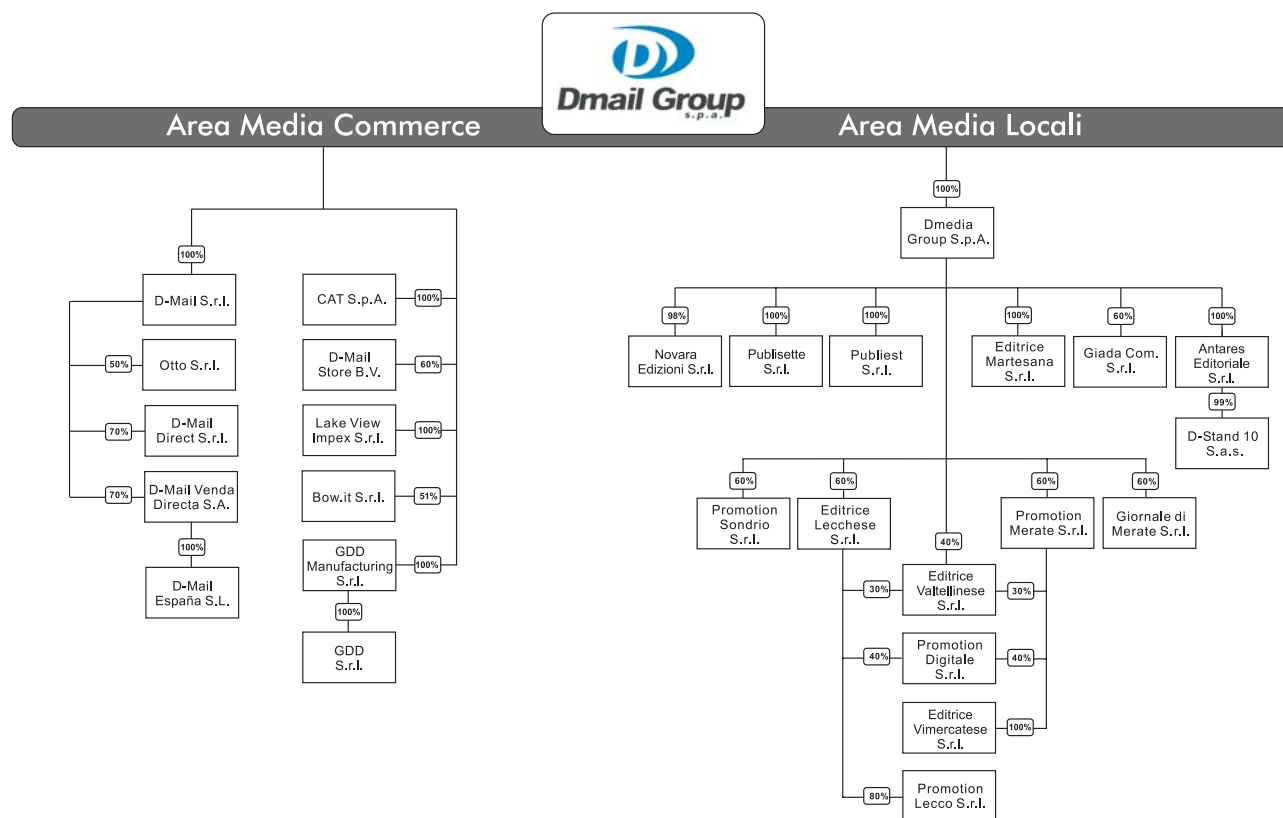 Dmail Group
s.p.a.
Area Media Commerce
Area Media Locali
100%
D-Mail S.r.l.
50%
Otto S.r.l.
70%
D-Mail
Direct S.r.l.
70%
D-Mail Venda
Directa S.A.
100%
D-Mail
España S.L.
CAT S.p.A.
100%
D-Mail
Store B.V.
60%
Lake View
Impex S.r.l.
100%
Bow.it S.r.l.
51%
GDD
Manufacturing
S.r.l.
100%
100%
GDD
S.r.l.
100%
Dmedia
Group S.p.A.
98%
Novara
Edizioni S.r.l.
100%
Publisette
S.r.l.
100%
Publiest
S.r.l.
100%
Editrice
Martesana
S.r.l.
60%
Giada Com.
S.r.l.
100%
Antares
Editoriale
S.r.l.
99%
D-Stand 10
S.a.s.
60%
Promotion
Sondrio
S.r.l.
60%
Editrice
Lecchese
S.r.l.
60%
Promotion
Merate S.r.l.
60%
Giornale di
Merate S.r.l.
40%
30%
Editrice
Valtellinese
S.r.l.
30%
40%
Promotion
Digitale
S.r.l.
40%
Editrice
Vimercatese
S.r.l.
100%
80%
Promotion
Lecco S.r.l.